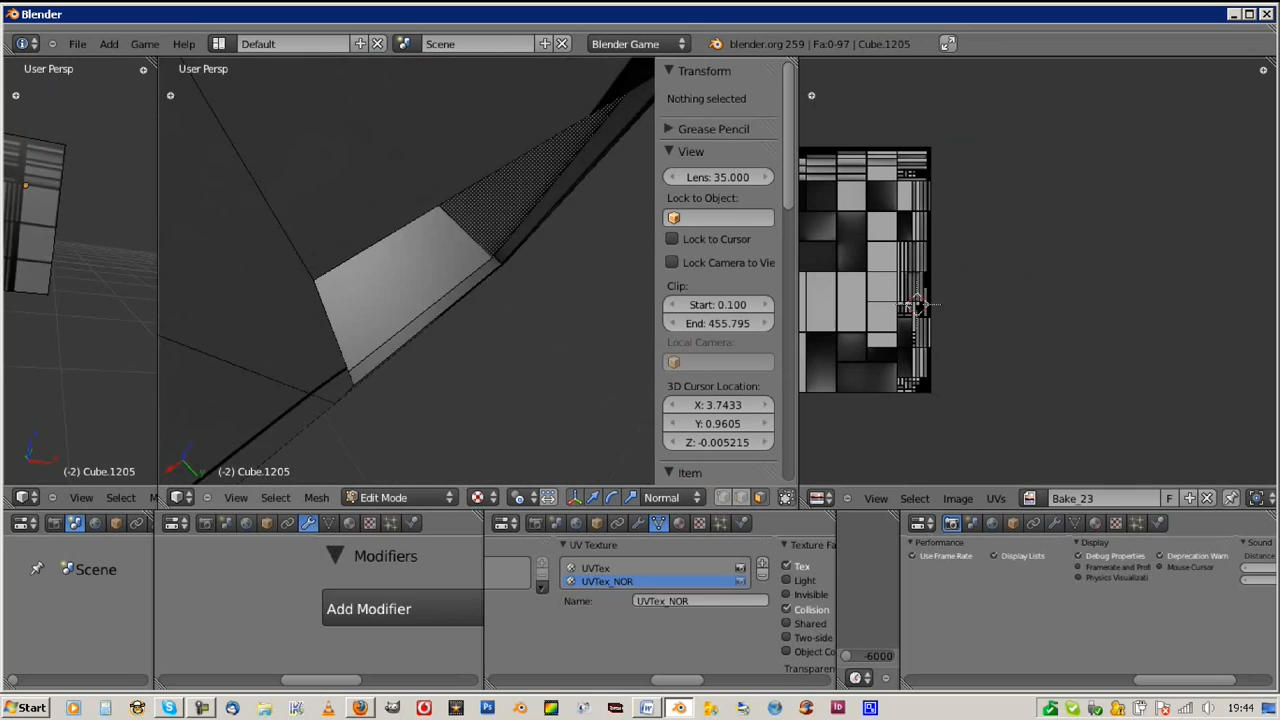 Blender
File Add Game Help Default Scene Blender Game blender.org 259 | Fa:0-97 | Cube.1205
User Persp
User Persp
Transform
Nothing selected
Grease Pencil
View
Lens: 35.000
Lock to Object:
Lock to Cursor
Lock Camera to Vie
Clip:
Start: 0.100
End: 455.795
Local Camera:
3D Cursor Location:
X: 3.7433
Y: 0.9605
Z: -0.005215
Item
(-2) Cube.1205
(-2) Cube.1205
View Select M
View Select Mesh Edit Mode Normal
View Select Image UVs Bake_23 F
Scene
Modifiers
Add Modifier
UV Texture
UVTex
UVTex_NOR
Name: UVTex_NOR
Texture Fa
Tex
Light
Invisible
Collision
Shared
Two-side
Object Co
Transparen
-6000
Performance
Use Frame Rate
Display Lists
Display
Debug Properties
Deprecation Warn
Framerate and Profi
Mouse Cursor
Physics Visualizati
Sound
Distance
Start
19:44